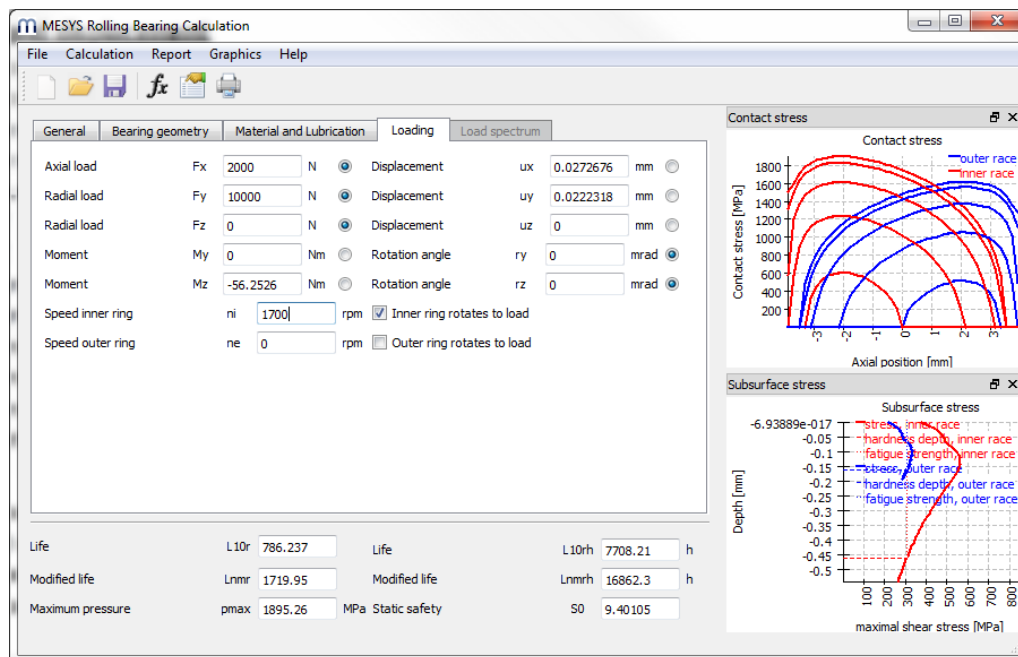 MESYS Rolling Bearing Calculation
File Calculation Report Graphics Help
fx
General Bearing geometry Material and Lubrication Loading Load spectrum
Axial load Fx 2000 N Displacement ux 0.0272676 mm
Radial load Fy 10000 N Displacement uy 0.0222318 mm
Radial load Fz 0 N Displacement uz 0 mm
Moment My 0 Nm Rotation angle ry 0 mrad
Moment Mz -56.2526 Nm Rotation angle rz 0 mrad
Speed inner ring ni 1700 rpm Inner ring rotates to load
Speed outer ring ne 0 rpm Outer ring rotates to load
Life L10r 786.237 Life L10rh 7708.21 h
Modified life Lnmr 1719.95 Modified life Lnmrh 16862.3 h
Maximum pressure pmax 1895.26 MPa Static safety S0 9.40105
Contact stress
Contact stress
outer race
inner race
Contact stress [MPa]
1800
1600
1400
1200
1000
800
600
400
200
-3 -2 -1 0 1 2 3
Axial position [mm]
Subsurface stress
Subsurface stress
stress, inner race
hardness depth, inner race
fatigue strength, inner race
stress, outer race
hardness depth, outer race
fatigue strength, outer race
Depth [mm]
-6.93889e-017
-0.05
-0.1
-0.15
-0.2
-0.25
-0.3
-0.35
-0.4
-0.45
-0.5
100 200 300 400 500 600 700 800
maximal shear stress [MPa]